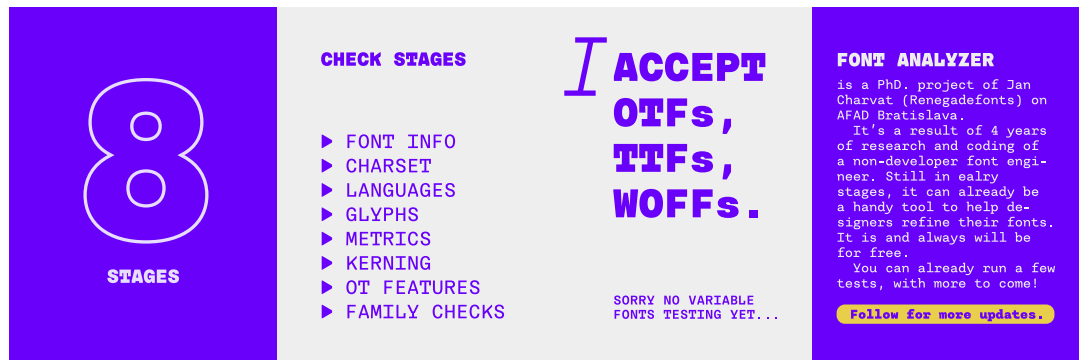 8
STAGES
CHECK STAGES
▶ FONT INFO
▶ CHARSET
▶ LANGUAGES
▶ GLYPHS
▶ METRICS
▶ KERNING
▶ OT FEATURES
▶ FAMILY CHECKS
I ACCEPT
OTFs,
TTFs,
WOFFs.
SORRY NO VARIABLE
FONTS TESTING YET...
FONT ANALYZER
is a PhD. project of Jan
Charvat (Renegadefonts) on
AFAD Bratislava.
It's a result of 4 years
of research and coding of
a non-developer font engi-
neer. Still in ealry
stages, it can already be
a handy tool to help de-
signers refine their fonts.
It is and always will be
for free.
You can already run a few
tests, with more to come!
Follow for more updates.